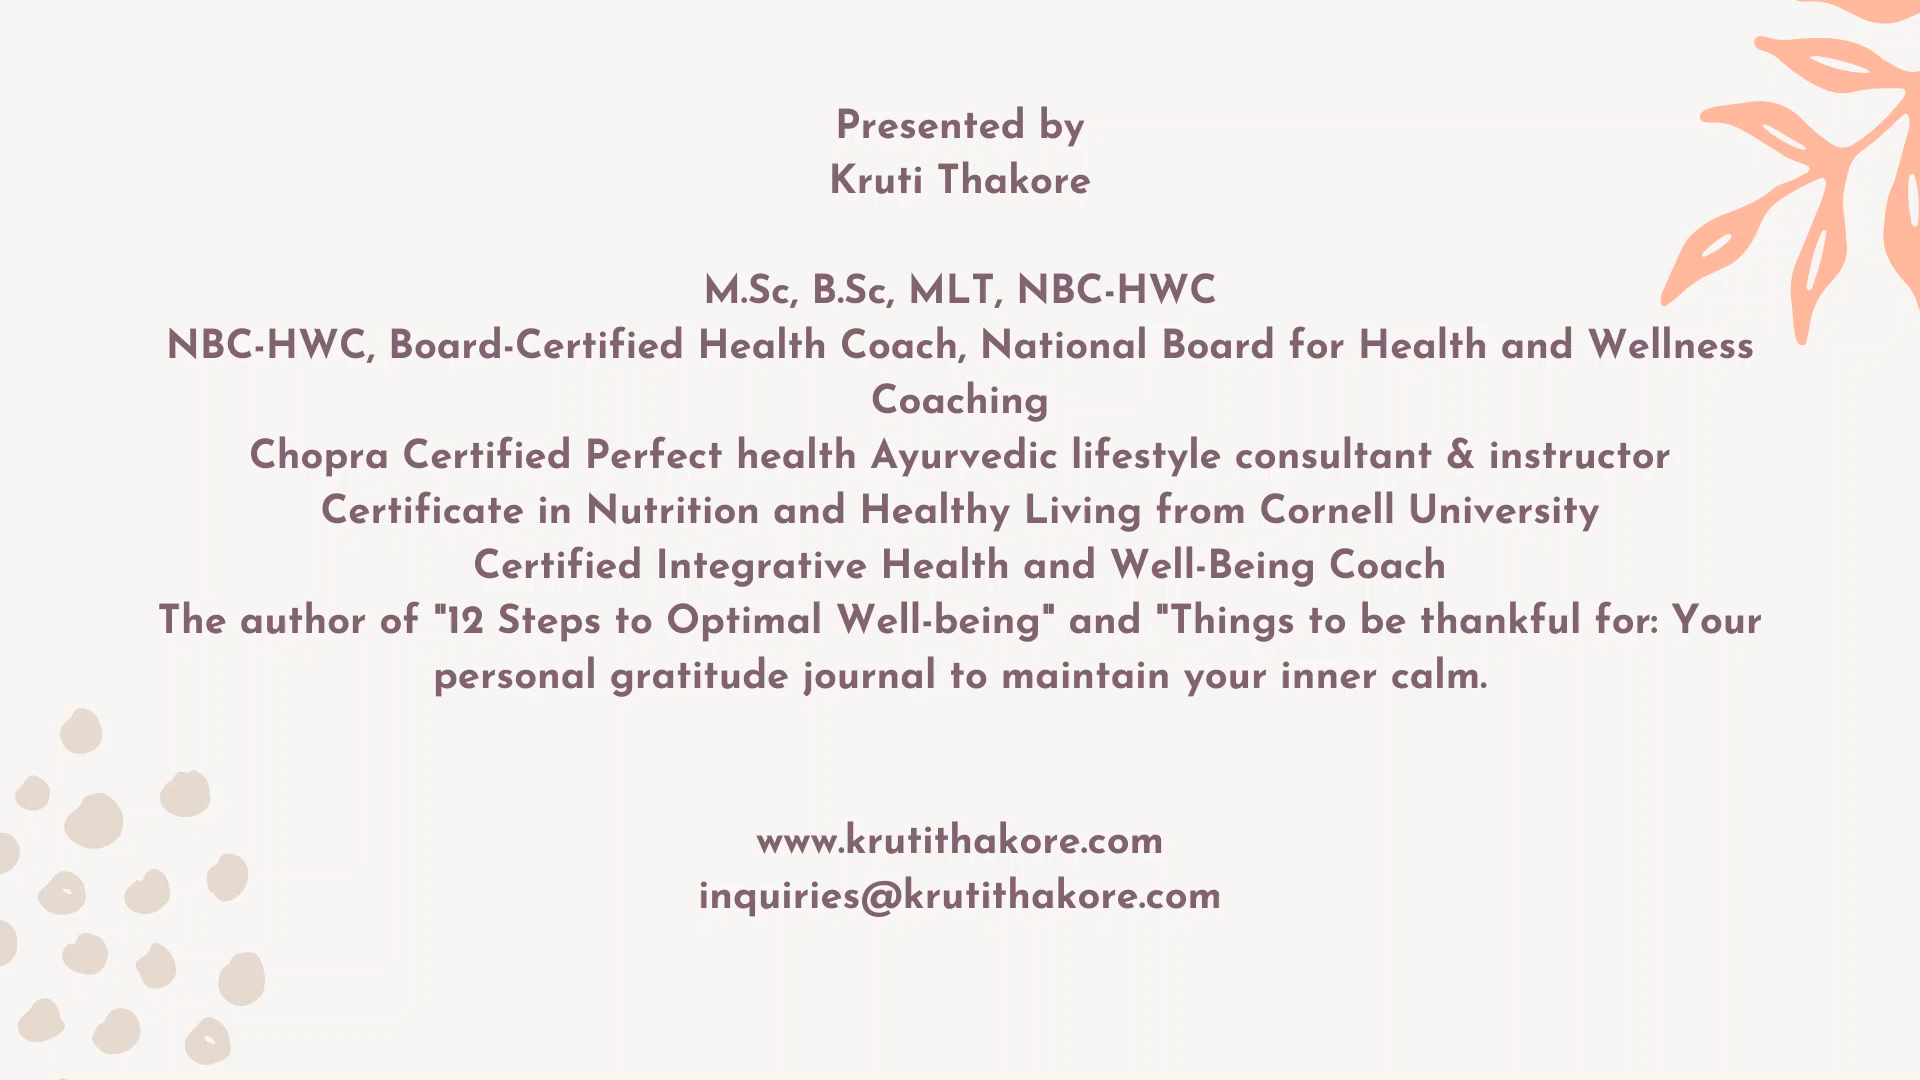 Presented by
Kruti Thakore
M.Sc, B.Sc, MLT, NBC-HWC
NBC-HWC, Board-Certified Health Coach, National Board for Health and Wellness
Coaching
Chopra Certified Perfect health Ayurvedic lifestyle consultant & instructor
Certificate in Nutrition and Healthy Living from Cornell University
Certified Integrative Health and Well-Being Coach
The author of "12 Steps to Optimal Well-being" and "Things to be thankful for: Your
personal gratitude journal to maintain your inner calm.
www.krutithakore.com
inquiries@krutithakore.com